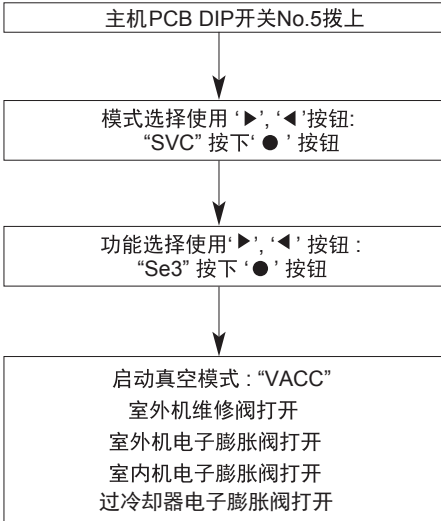 主机PCB DIP开关No.5拨上
模式选择使用 ‘▶’, ‘◀’按钮:
“SVC” 按下‘ ● ’ 按钮
功能选择使用‘▶’, ‘◀’ 按钮 :
“Se3” 按下 ‘ ● ’ 按钮
启动真空模式 : “VACC”
室外机维修阀打开
室外机电子膨胀阀打开
室内机电子膨胀阀打开
过冷却器电子膨胀阀打开